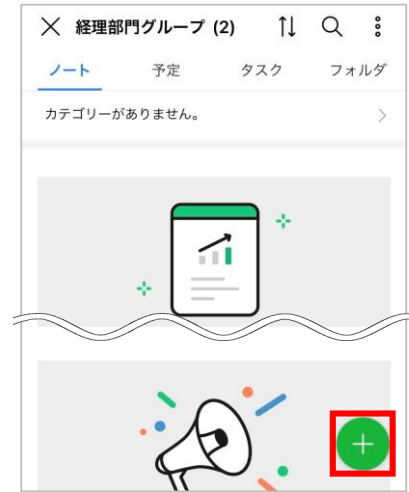 経理部門グループ (2)
ノート 予定 タスク フォルダ
カテゴリーがありません。